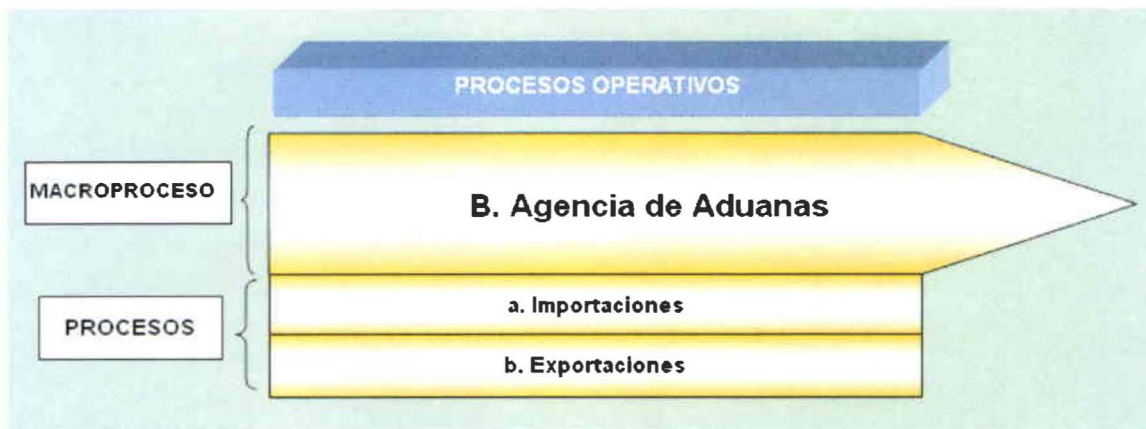 PROCESOS OPERATIVOS
MACROPROCESO
B. Agencia de Aduanas
PROCESOS
a. Importaciones
b. Exportaciones